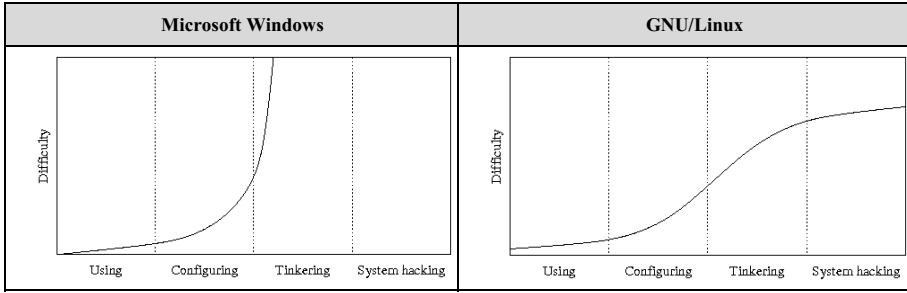 Microsoft Windows
GNU/Linux
Difficulty
Using Configuring Tinkering System hacking
Difficulty
Using Configuring Tinkering System hacking